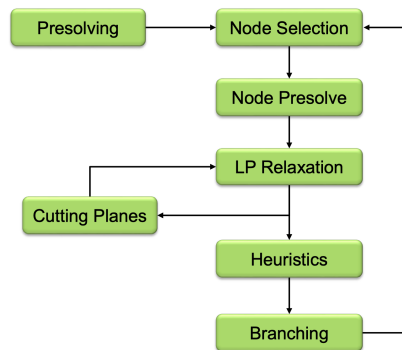 Presolving
Node Selection
Node Presolve
LP Relaxation
Cutting Planes
Heuristics
Branching